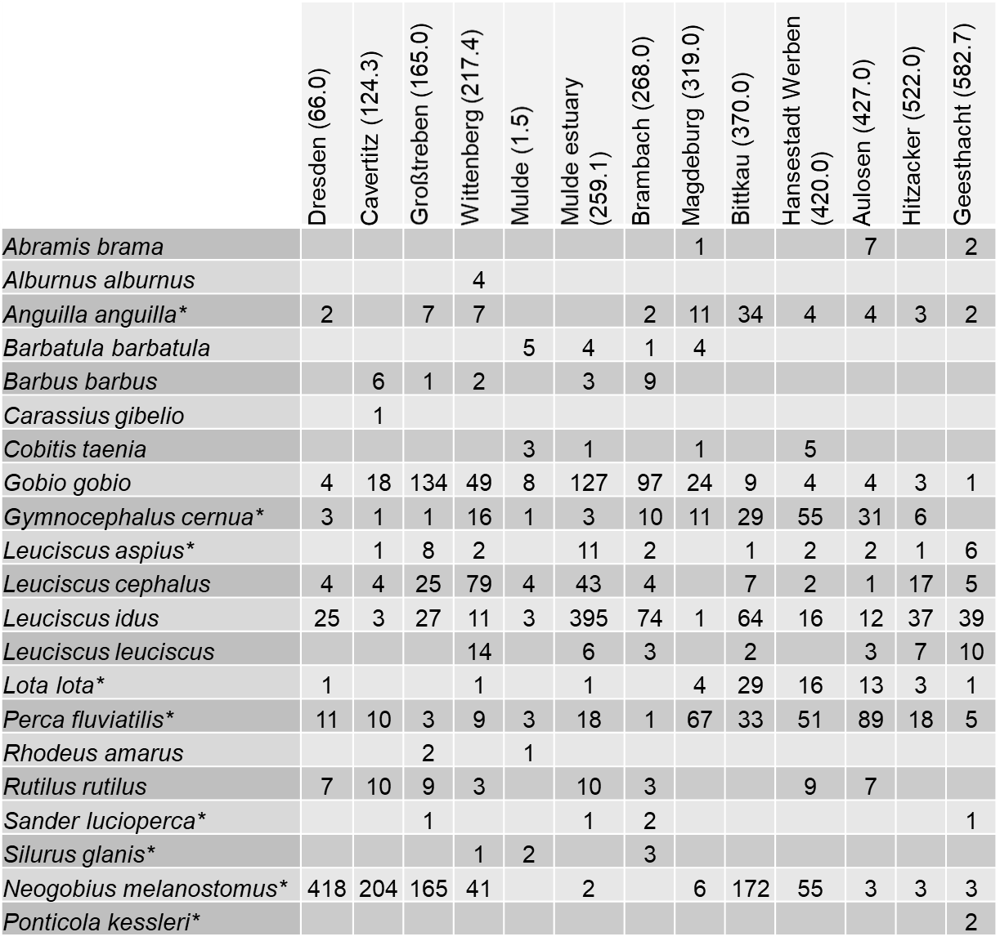 Dresden (66.0) Cavertitz (124.3) Großtreben (165.0) Wittenberg (217.4) Mulde (1.5) Mulde estuary (259.1) Brambach (268.0) Magdeburg (319.0) Bittkau (370.0) Hansestadt Werben (420.0) Aulosen (427.0) Hitzacker (522.0) Geesthacht (582.7)
Abramis brama 1 7 2
Alburnus alburnus 4
Anguilla anguilla* 2 7 7 2 11 34 4 4 3 2
Barbatula barbatula 5 4 1 4
Barbus barbus 6 1 2 3 9
Carassius gibelio 1
Cobitis taenia 3 1 1 5
Gobio gobio 4 18 134 49 8 127 97 24 9 4 4 3 1
Gymnocephalus cernua* 3 1 1 16 1 3 10 11 29 55 31 6
Leuciscus aspius* 1 8 2 11 2 1 2 2 1 6
Leuciscus cephalus 4 4 25 79 4 43 4 7 2 1 17 5
Leuciscus idus 25 3 27 11 3 395 74 1 64 16 12 37 39
Leuciscus leuciscus 14 6 3 2 3 7 10
Lota lota* 1 1 1 4 29 16 13 3 1
Perca fluviatilis* 11 10 3 9 3 18 1 67 33 51 89 18 5
Rhodeus amarus 2 1
Rutilus rutilus 7 10 9 3 10 3 9 7
Sander lucioperca* 1 1 2 1
Silurus glanis* 1 2 3
Neogobius melanostomus* 418 204 165 41 2 6 172 55 3 3 3
Ponticola kessleri* 2